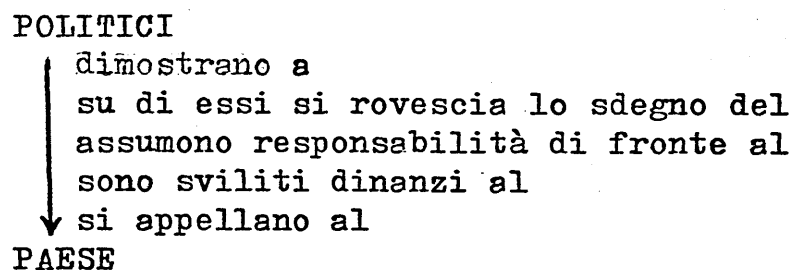 POLITICI
dimostrano a
su di essi si rovescia lo sdegno del
assumono responsabilità di fronte al
sono sviliti dinanzi al
si appellano al
PAESE